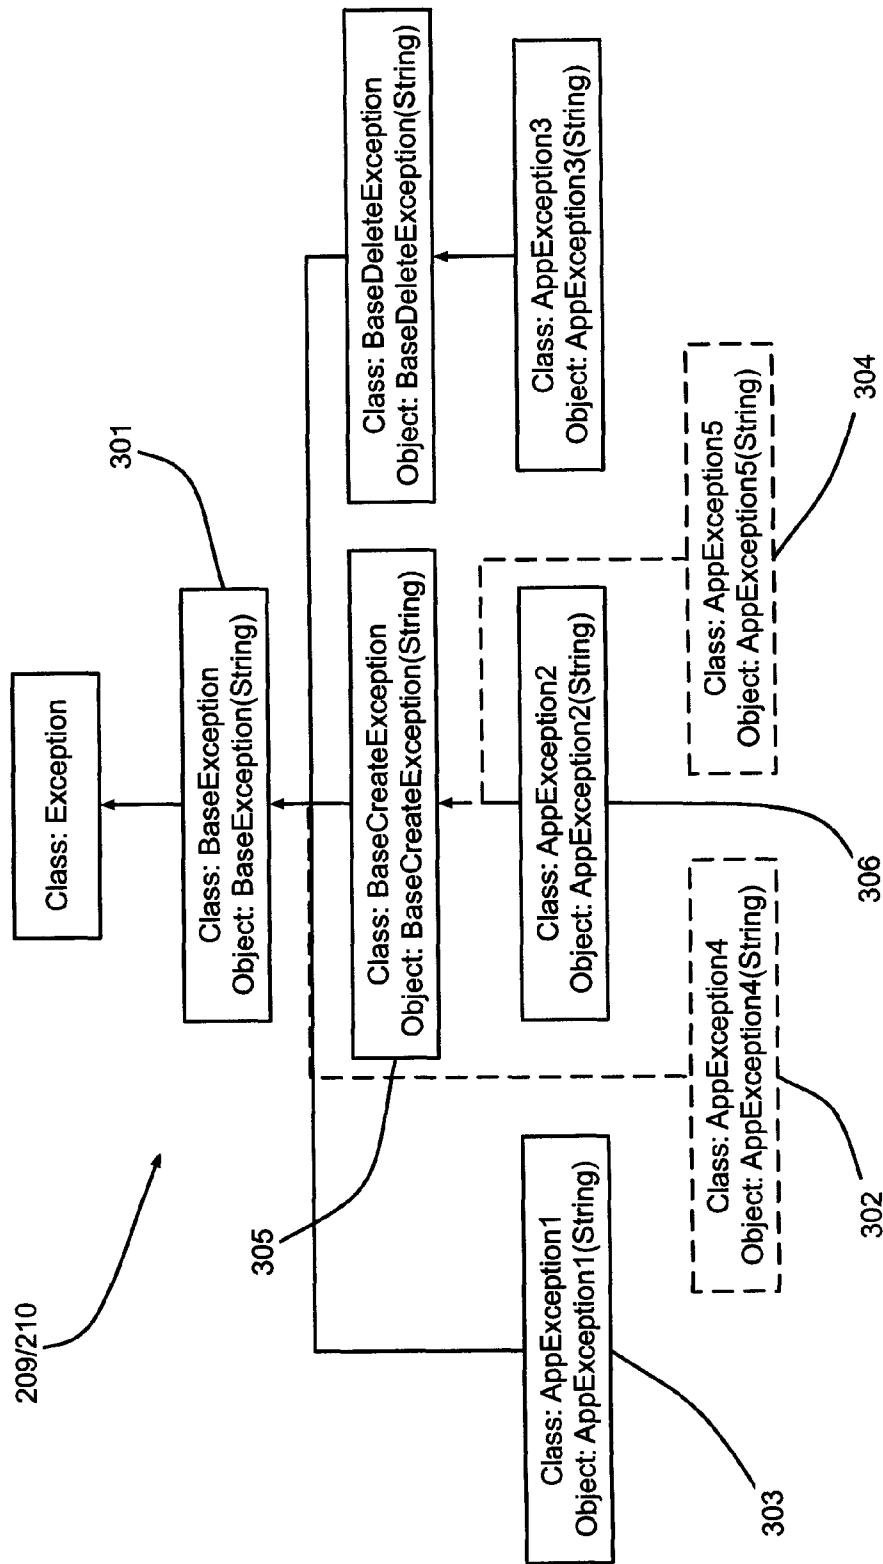 209/210
Class: Exception
301
Class: BaseException
Object: BaseException(String)
305
Class: BaseCreateException
Object: BaseCreateException(String)
Class: BaseDeleteException
Object: BaseDeleteException(String)
303
Class: AppException1
Object: AppException1(String)
Class: AppException2
Object: AppException2(String)
306
Class: AppException3
Object: AppException3(String)
302
Class: AppException4
Object: AppException4(String)
Class: AppException5
Object: AppException5(String)
304